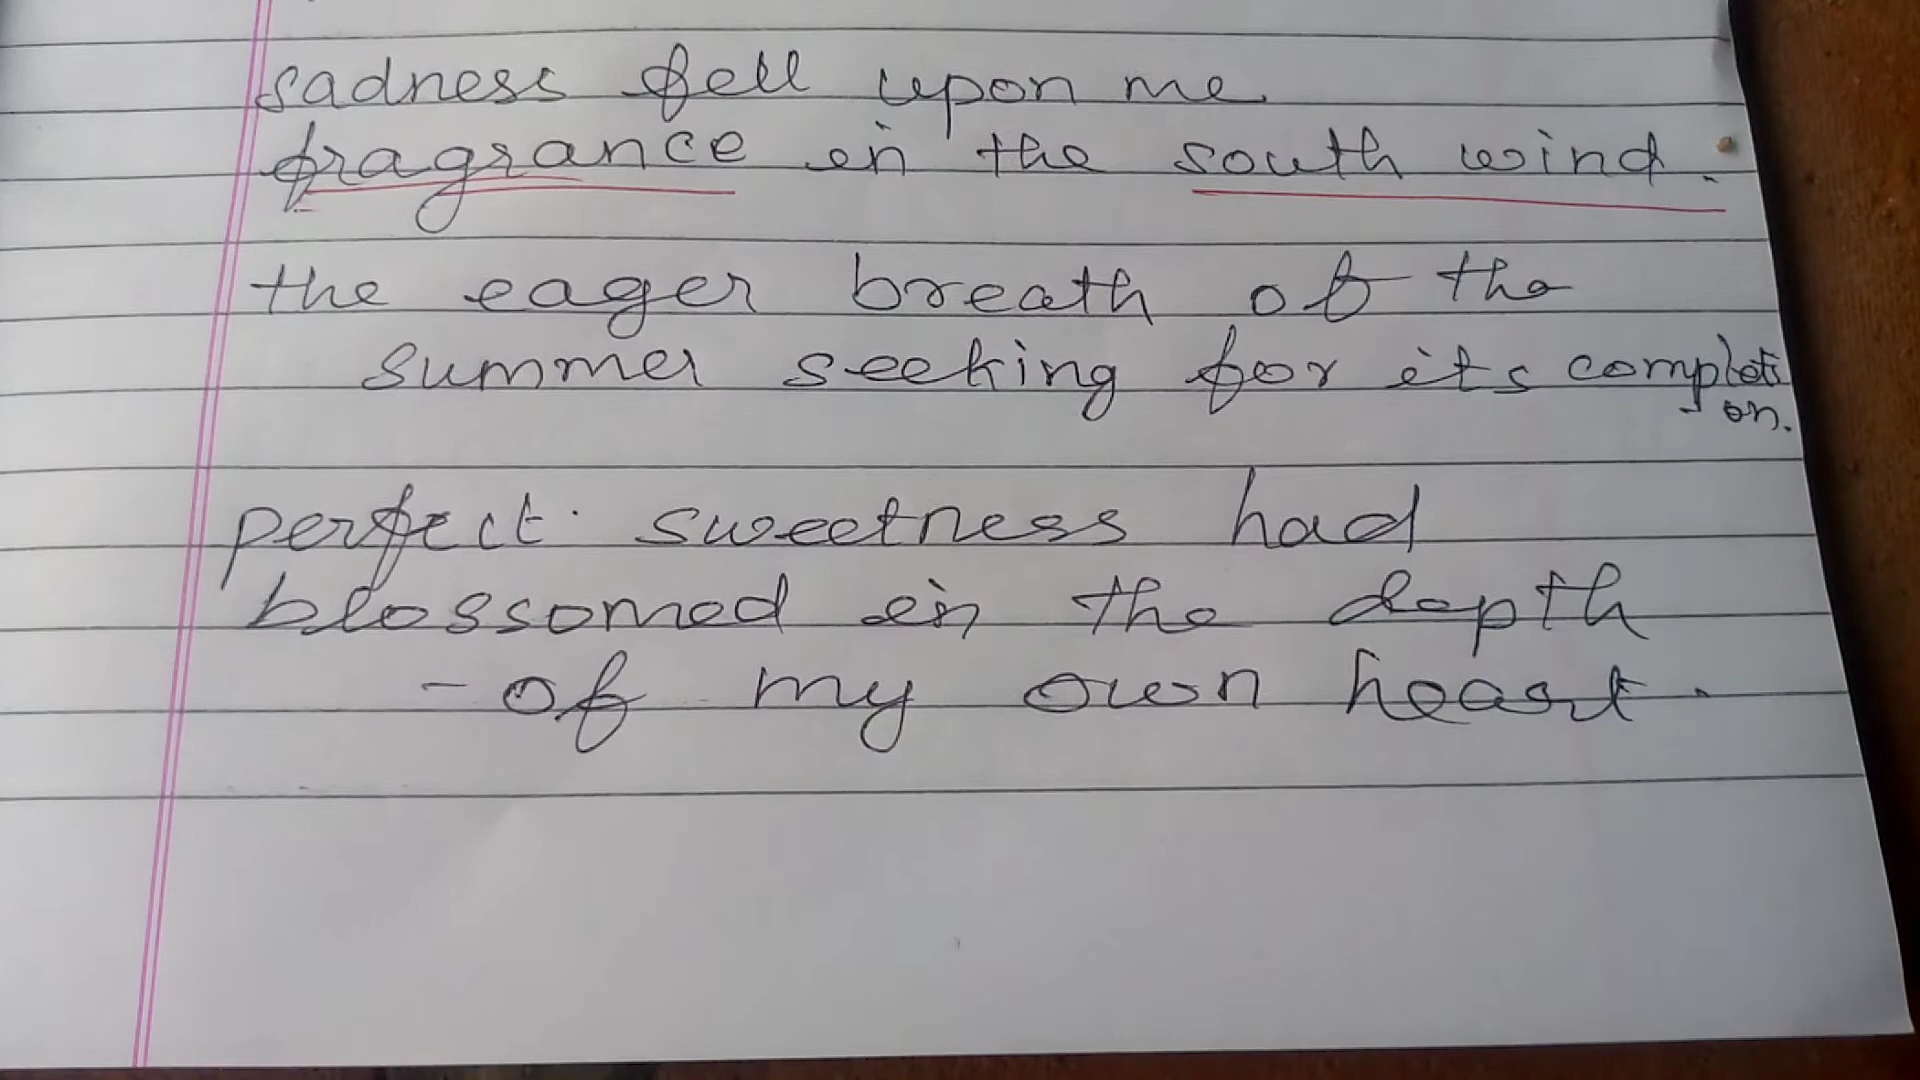 sadness fell upon me
fragrance in the south wind.
the eager breath of the
summer seeking for its completi
on.
perfect sweetness had
blossomed in the depth
- of my own heart.